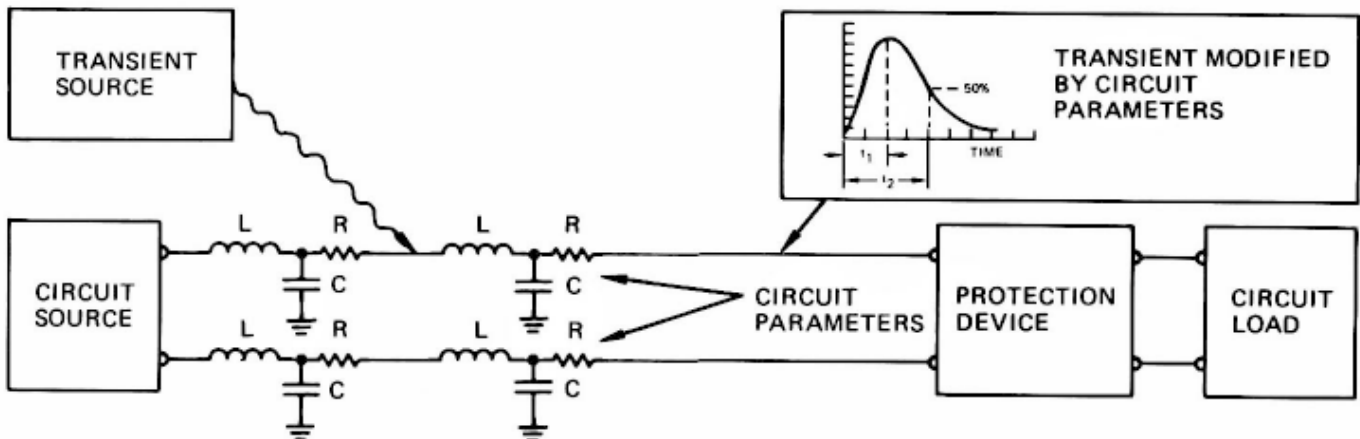 TRANSIENT
SOURCE
50%
TIME
t₁
t₂
TRANSIENT MODIFIED
BY CIRCUIT
PARAMETERS
L
R
L
R
C
C
CIRCUIT
SOURCE
CIRCUIT
PARAMETERS
PROTECTION
DEVICE
CIRCUIT
LOAD
L
R
L
R
C
C